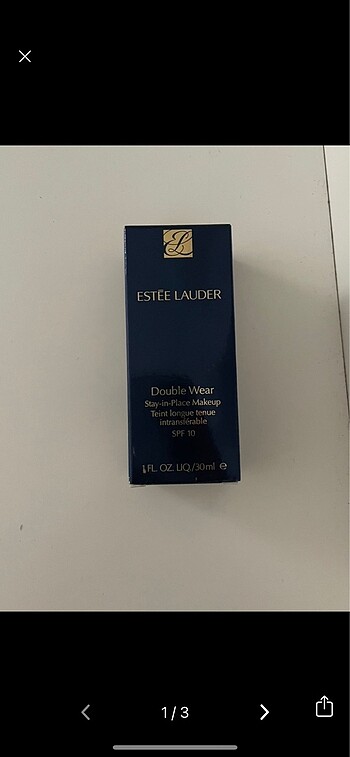 ESTĒE LAUDER
Double Wear
Stay-in-Place Makeup
Teint longue tenue
intransférable
SPF 10
1 FL. OZ. LIQ./30ml ℮
1 / 3